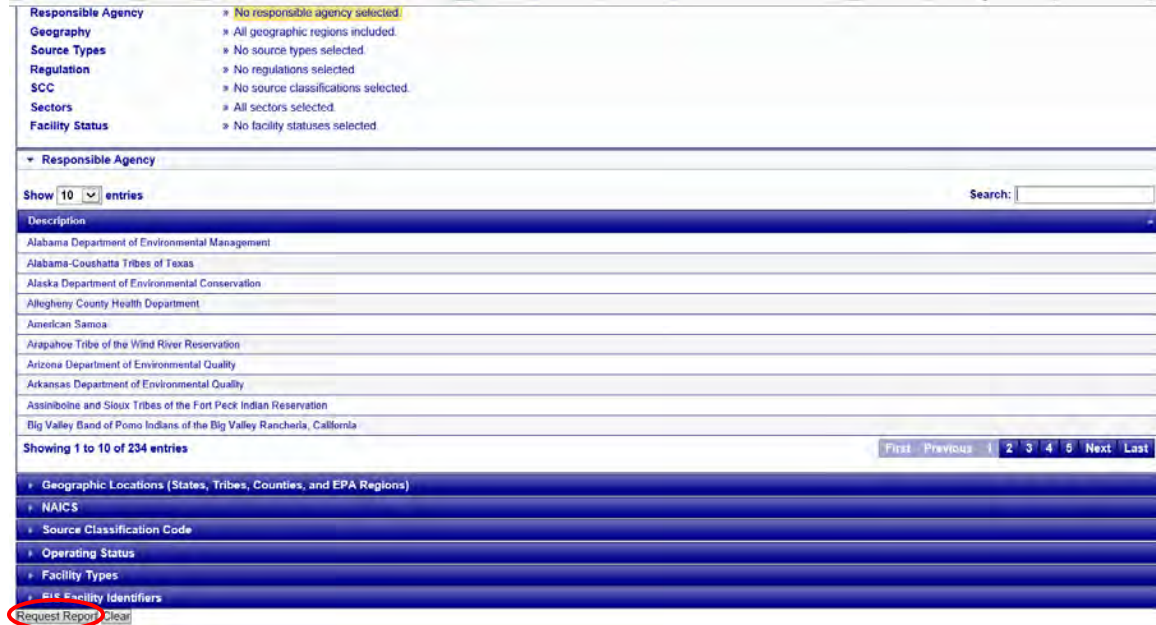 Responsible Agency » No responsible agency selected.
Geography » All geographic regions included.
Source Types » No source types selected.
Regulation » No regulations selected
SCC » No source classifications selected.
Sectors » All sectors selected.
Facility Status » No facility statuses selected.
Responsible Agency
Show 10 entries Search:
Description
Alabama Department of Environmental Management
Alabama-Coushatta Tribes of Texas
Alaska Department of Environmental Conservation
Allegheny County Health Department
American Samoa
Arapahoe Tribe of the Wind River Reservation
Arizona Department of Environmental Quality
Arkansas Department of Environmental Quality
Assiniboine and Sioux Tribes of the Fort Peck Indian Reservation
Big Valley Band of Pomo Indians of the Big Valley Rancheria, California
Showing 1 to 10 of 234 entries First Previous 1 2 3 4 5 Next Last
Geographic Locations (States, Tribes, Counties, and EPA Regions)
NAICS
Source Classification Code
Operating Status
Facility Types
EIS Facility Identifiers
Request Report Clear